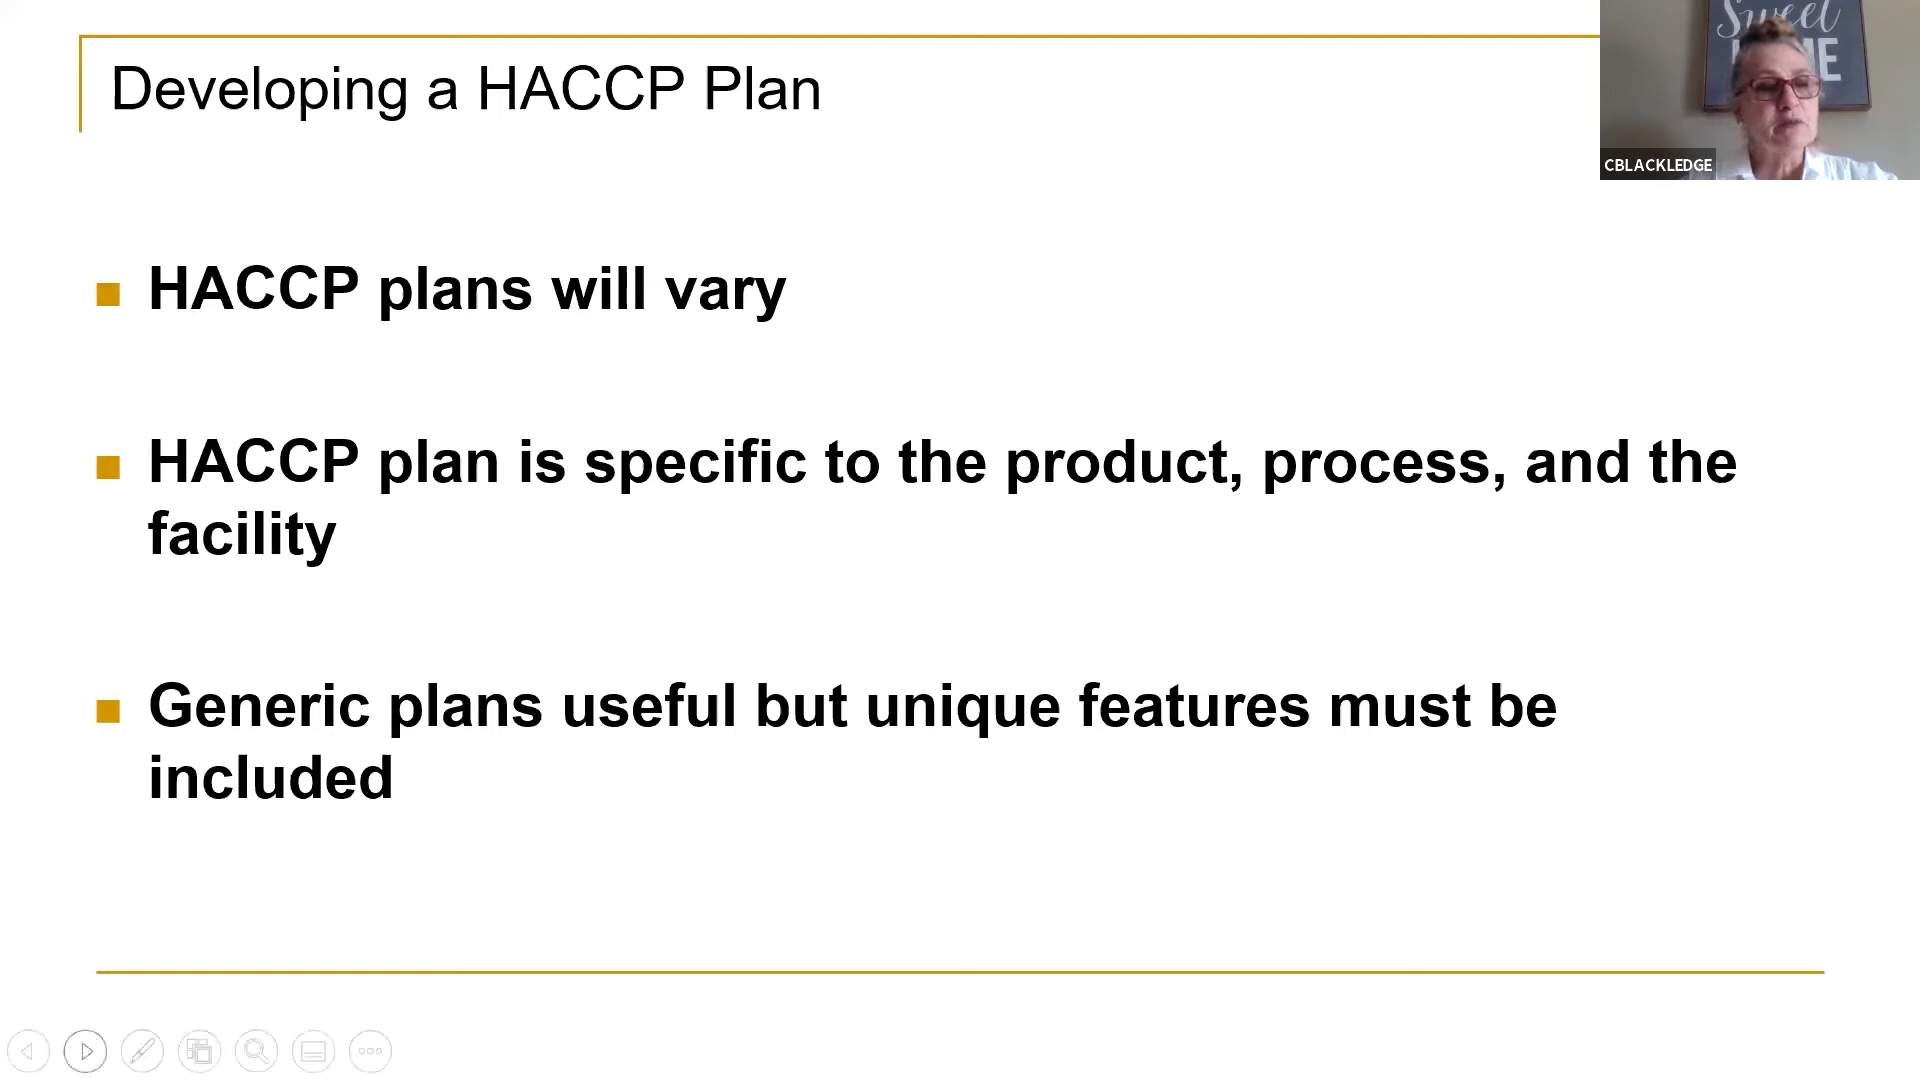 Developing a HACCP Plan
Sweet
CBLACKLEDGE
HACCP plans will vary
HACCP plan is specific to the product, process, and the
facility
Generic plans useful but unique features must be
included